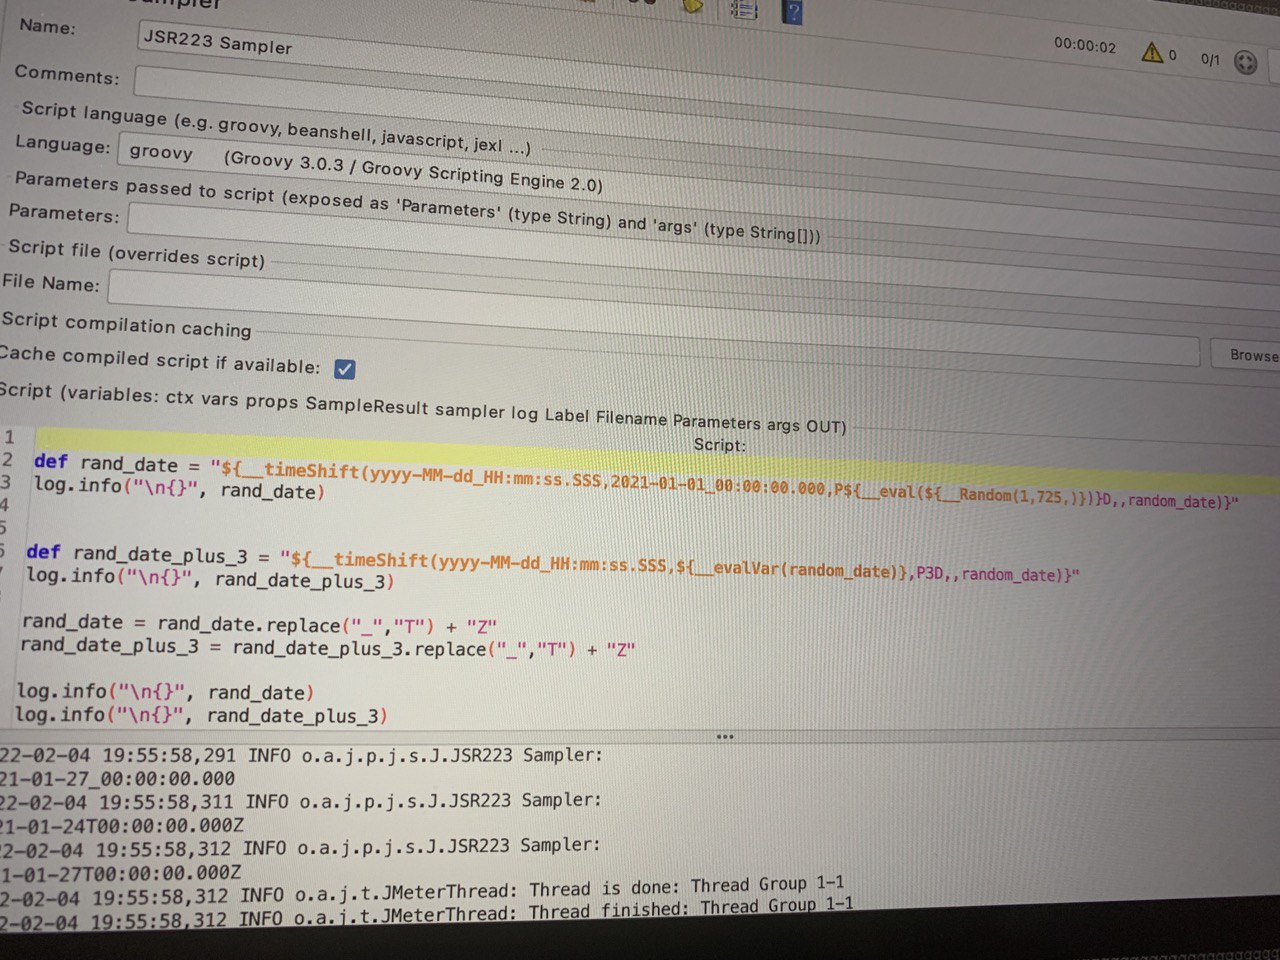 Name: JSR223 Sampler
00:00:02 0 0/1
Comments:
Script language (e.g. groovy, beanshell, javascript, jexl ...)
Language: groovy (Groovy 3.0.3 / Groovy Scripting Engine 2.0)
Parameters passed to script (exposed as 'Parameters' (type String) and 'args' (type String[]))
Parameters:
Script file (overrides script)
File Name:
Browse
Script compilation caching
Cache compiled script if available:
Script (variables: ctx vars props SampleResult sampler log Label Filename Parameters args OUT)
Script:
1
2 def rand_date = "${__timeShift(yyyy-MM-dd_HH:mm:ss.SSS,2021-01-01_00:00:00.000,P${__eval(${__Random(1,725,)})}D,,random_date)}"
3 log.info("\n{}", rand_date)
4
5
def rand_date_plus_3 = "${__timeShift(yyyy-MM-dd_HH:mm:ss.SSS,${__evalVar(random_date)},P3D,,random_date)}"
log.info("\n{}", rand_date_plus_3)
rand_date = rand_date.replace("_","T") + "Z"
rand_date_plus_3 = rand_date_plus_3.replace("_","T") + "Z"
log.info("\n{}", rand_date)
log.info("\n{}", rand_date_plus_3)
22-02-04 19:55:58,291 INFO o.a.j.p.j.s.J.JSR223 Sampler:
21-01-27_00:00:00.000
22-02-04 19:55:58,311 INFO o.a.j.p.j.s.J.JSR223 Sampler:
21-01-24T00:00:00.000Z
2-02-04 19:55:58,312 INFO o.a.j.p.j.s.J.JSR223 Sampler:
1-01-27T00:00:00.000Z
2-02-04 19:55:58,312 INFO o.a.j.t.JMeterThread: Thread is done: Thread Group 1-1
2-02-04 19:55:58,312 INFO o.a.j.t.JMeterThread: Thread finished: Thread Group 1-1